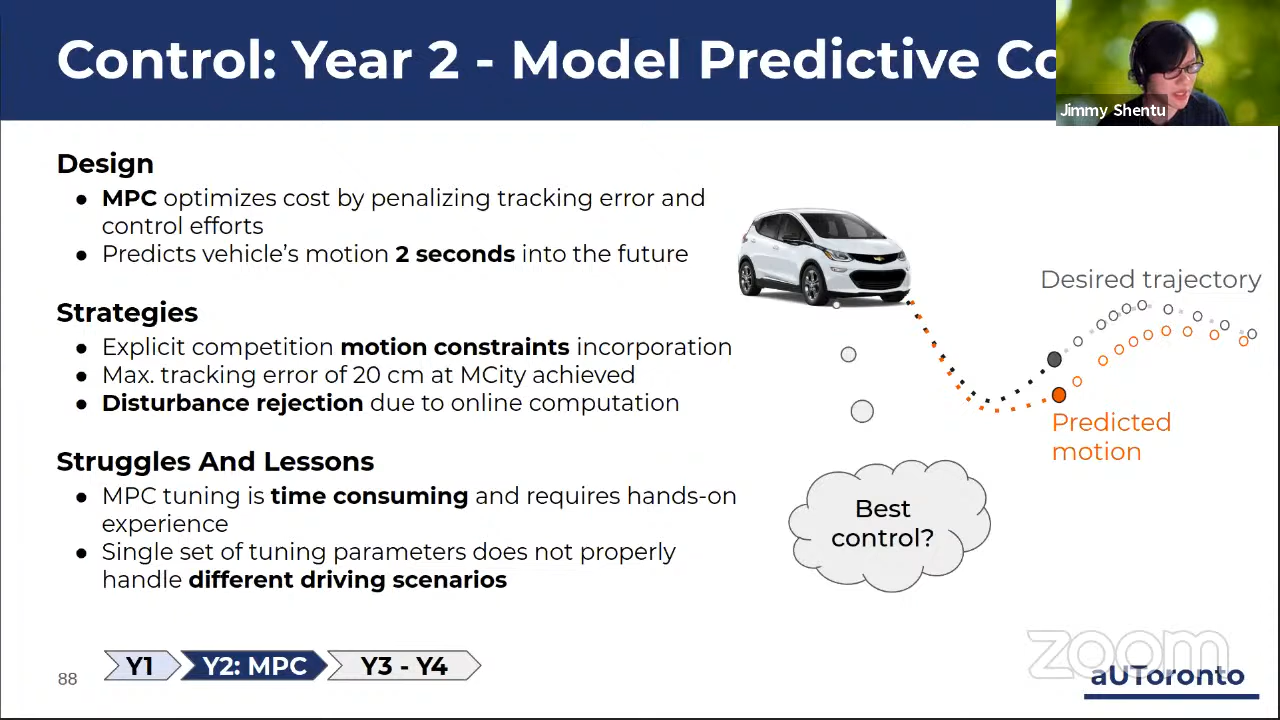 Control: Year 2 - Model Predictive Co
Jimmy Shentu
Design
● MPC optimizes cost by penalizing tracking error and
control efforts
● Predicts vehicle's motion 2 seconds into the future
Strategies
● Explicit competition motion constraints incorporation
● Max. tracking error of 20 cm at MCity achieved
● Disturbance rejection due to online computation
Struggles And Lessons
● MPC tuning is time consuming and requires hands-on
experience
● Single set of tuning parameters does not properly
handle different driving scenarios
Desired trajectory
Predicted
motion
Best
control?
Y1
Y2: MPC
Y3 - Y4
88
zoom
aUToronto